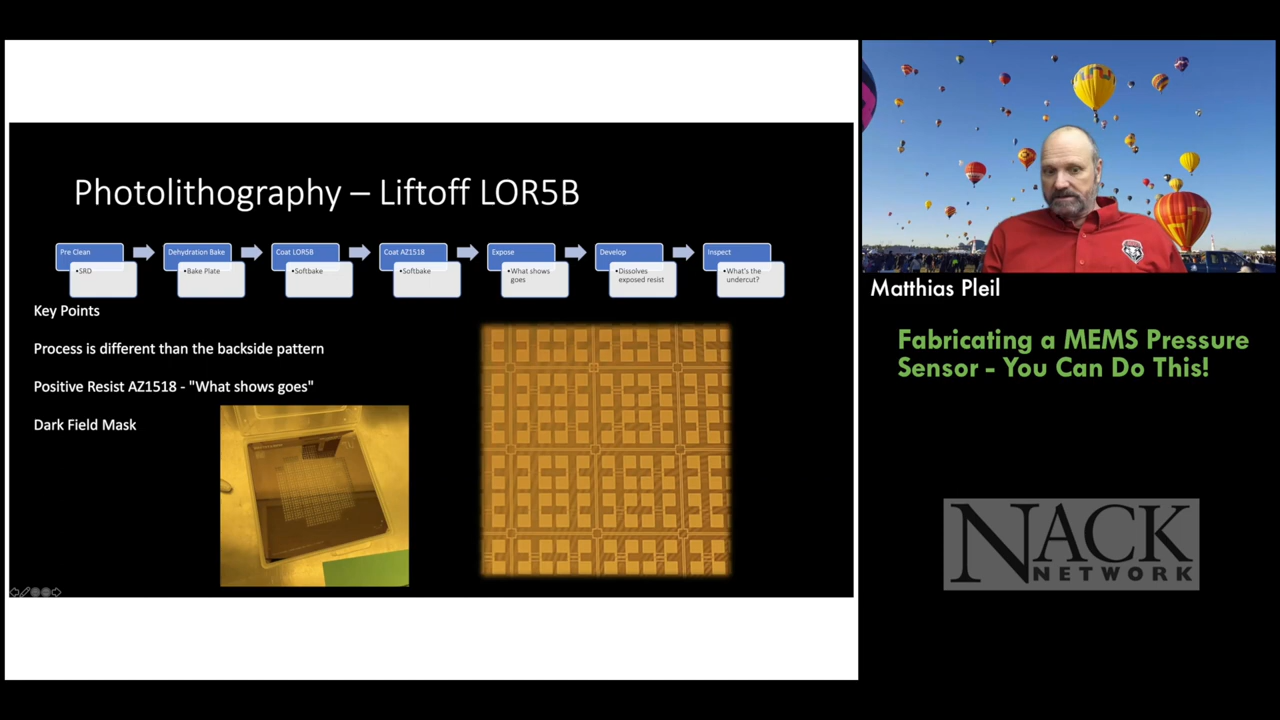 Photolithography – Liftoff LOR5B
Pre Clean
•SRD
Dehydration Bake
•Bake Plate
Coat LOR5B
•Softbake
Coat AZ1518
•Softbake
Expose
•What shows
goes
Develop
•Dissolves
exposed resist
Inspect
•What's the
undercut?
Key Points
Process is different than the backside pattern
Positive Resist AZ1518 - "What shows goes"
Dark Field Mask
Matthias Pleil
Fabricating a MEMS Pressure
Sensor - You Can Do This!
NACK
NETWORK